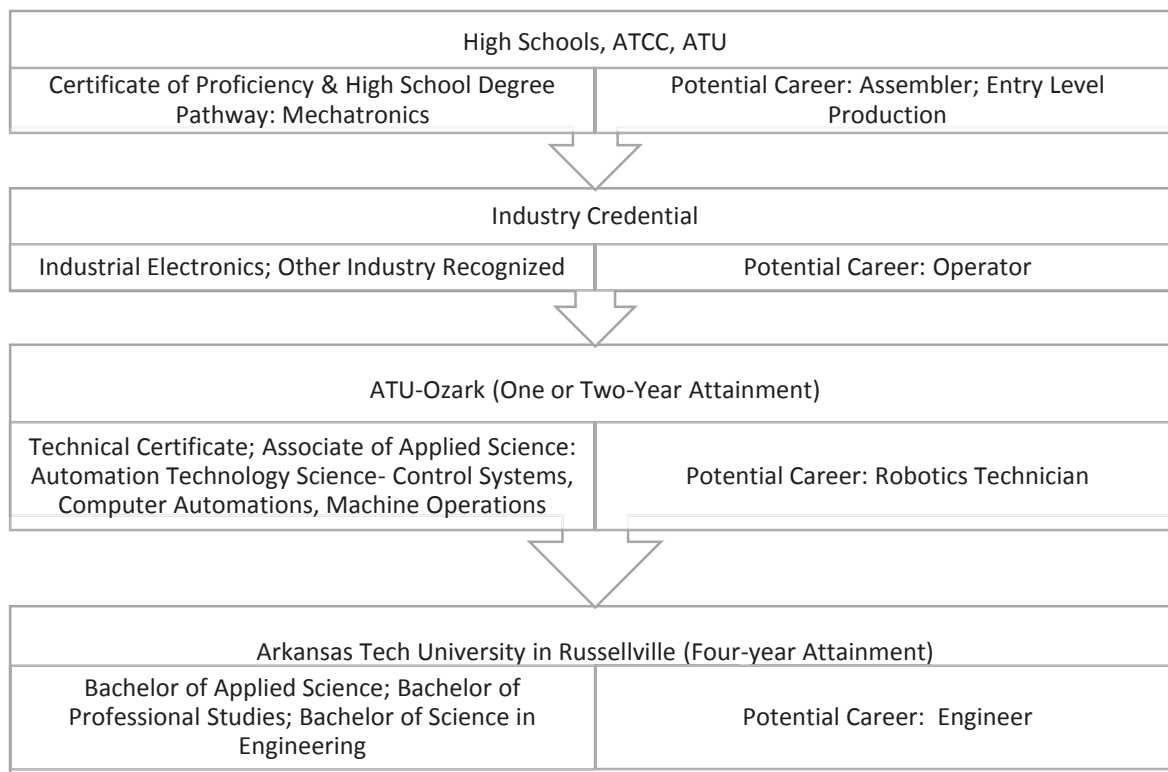 High Schools, ATCC, ATU
Certificate of Proficiency & High School Degree
Pathway: Mechatronics
Potential Career: Assembler; Entry Level
Production
Industry Credential
Industrial Electronics; Other Industry Recognized
Potential Career: Operator
ATU-Ozark (One or Two-Year Attainment)
Technical Certificate; Associate of Applied Science:
Automation Technology Science- Control Systems,
Computer Automations, Machine Operations
Potential Career: Robotics Technician
Arkansas Tech University in Russellville (Four-year Attainment)
Bachelor of Applied Science; Bachelor of
Professional Studies; Bachelor of Science in
Engineering
Potential Career:  Engineer